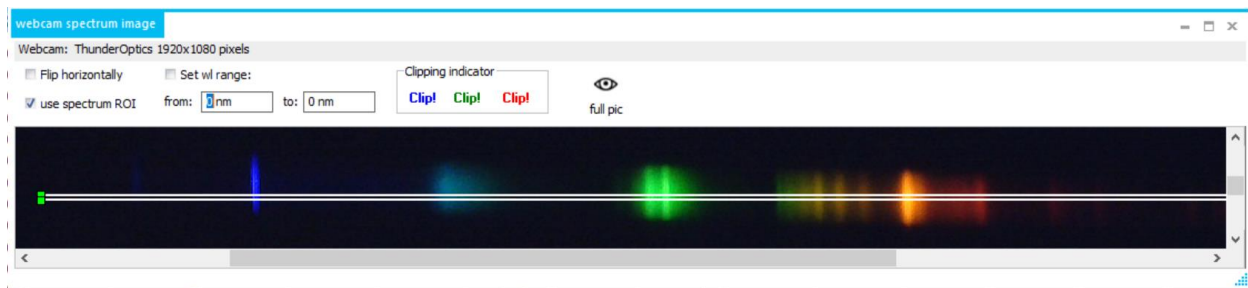 webcam spectrum image
Webcam: ThunderOptics 1920x1080 pixels
Flip horizontally Set wl range: Clipping indicator
use spectrum ROI from: 0 nm to: 0 nm Clip! Clip! Clip! full pic